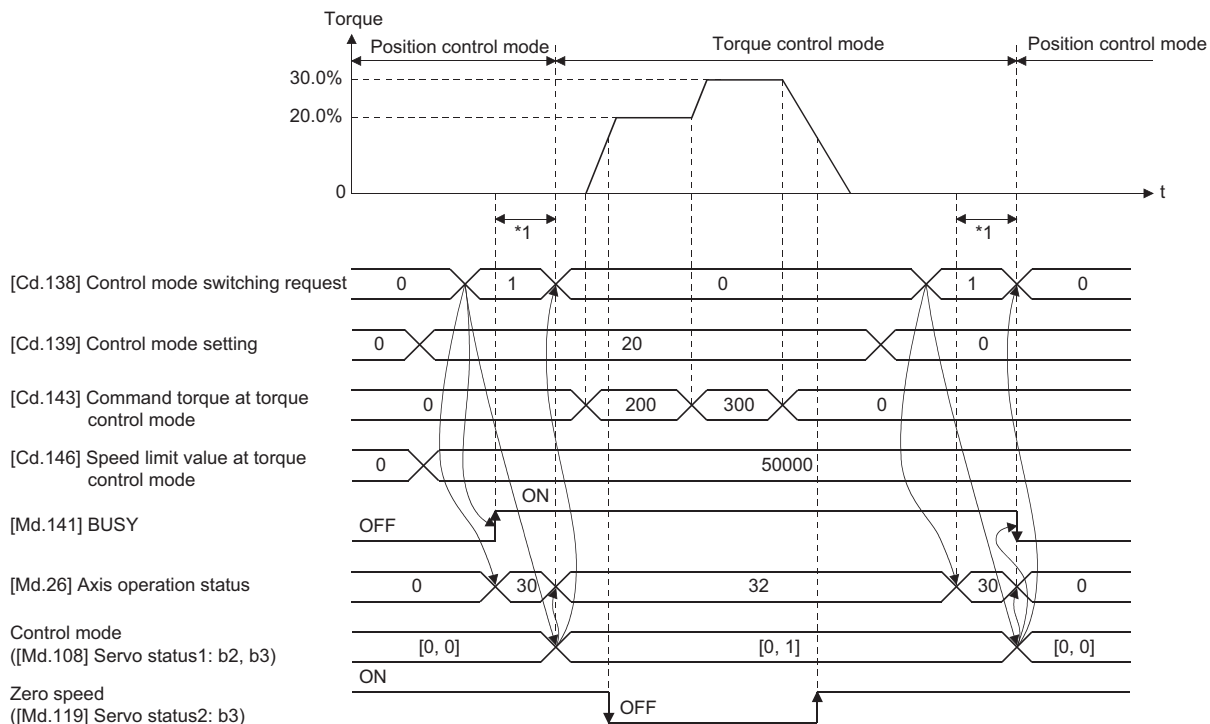 Torque
Position control mode
Torque control mode
Position control mode
30.0%
20.0%
0
t
*1
*1
[Cd.138] Control mode switching request
0
1
0
1
0
[Cd.139] Control mode setting
0
20
0
[Cd.143] Command torque at torque
control mode
0
200
300
0
[Cd.146] Speed limit value at torque
control mode
0
50000
ON
[Md.141] BUSY
OFF
[Md.26] Axis operation status
0
30
32
30
0
Control mode
([Md.108] Servo status1: b2, b3)
[0, 0]
[0, 1]
[0, 0]
ON
Zero speed
([Md.119] Servo status2: b3)
OFF